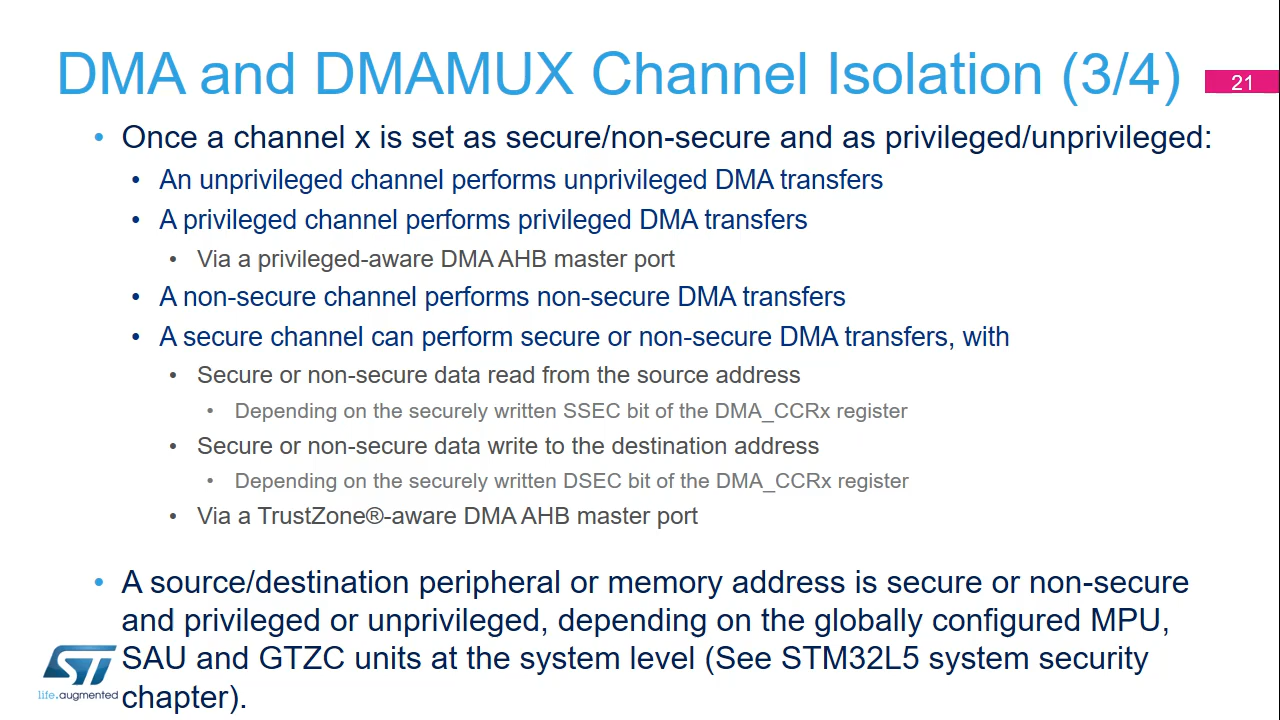 DMA and DMAMUX Channel Isolation (3/4)
21
• Once a channel x is set as secure/non-secure and as privileged/unprivileged:
• An unprivileged channel performs unprivileged DMA transfers
• A privileged channel performs privileged DMA transfers
• Via a privileged-aware DMA AHB master port
• A non-secure channel performs non-secure DMA transfers
• A secure channel can perform secure or non-secure DMA transfers, with
• Secure or non-secure data read from the source address
• Depending on the securely written SSEC bit of the DMA_CCRx register
• Secure or non-secure data write to the destination address
• Depending on the securely written DSEC bit of the DMA_CCRx register
• Via a TrustZone®-aware DMA AHB master port
• A source/destination peripheral or memory address is secure or non-secure
and privileged or unprivileged, depending on the globally configured MPU,
SAU and GTZC units at the system level (See STM32L5 system security
chapter).
ST
life.augmented